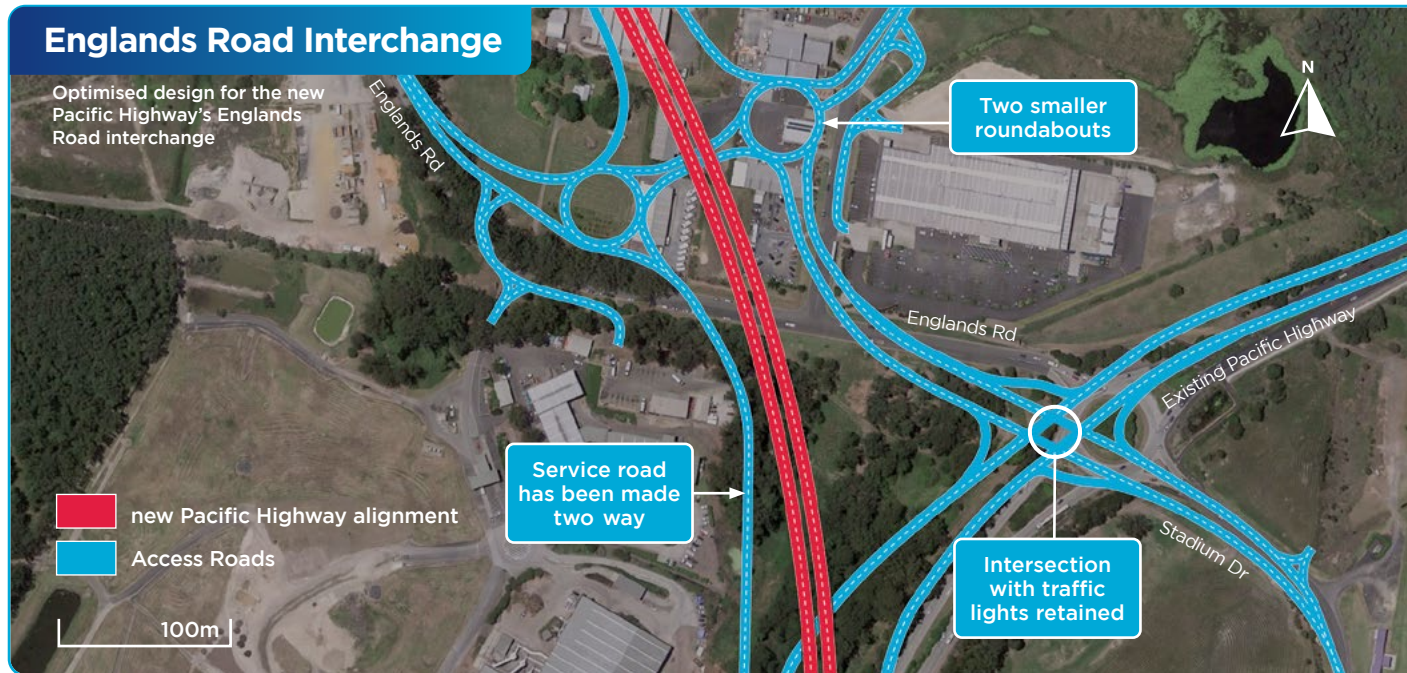 Englands Road Interchange
Optimised design for the new
Pacific Highway's Englands
Road interchange
Englands Rd
Two smaller
roundabouts
N
Englands Rd
Existing Pacific Highway
Service road
has been made
two way
Stadium Dr
Intersection
with traffic
lights retained
new Pacific Highway alignment
Access Roads
100m